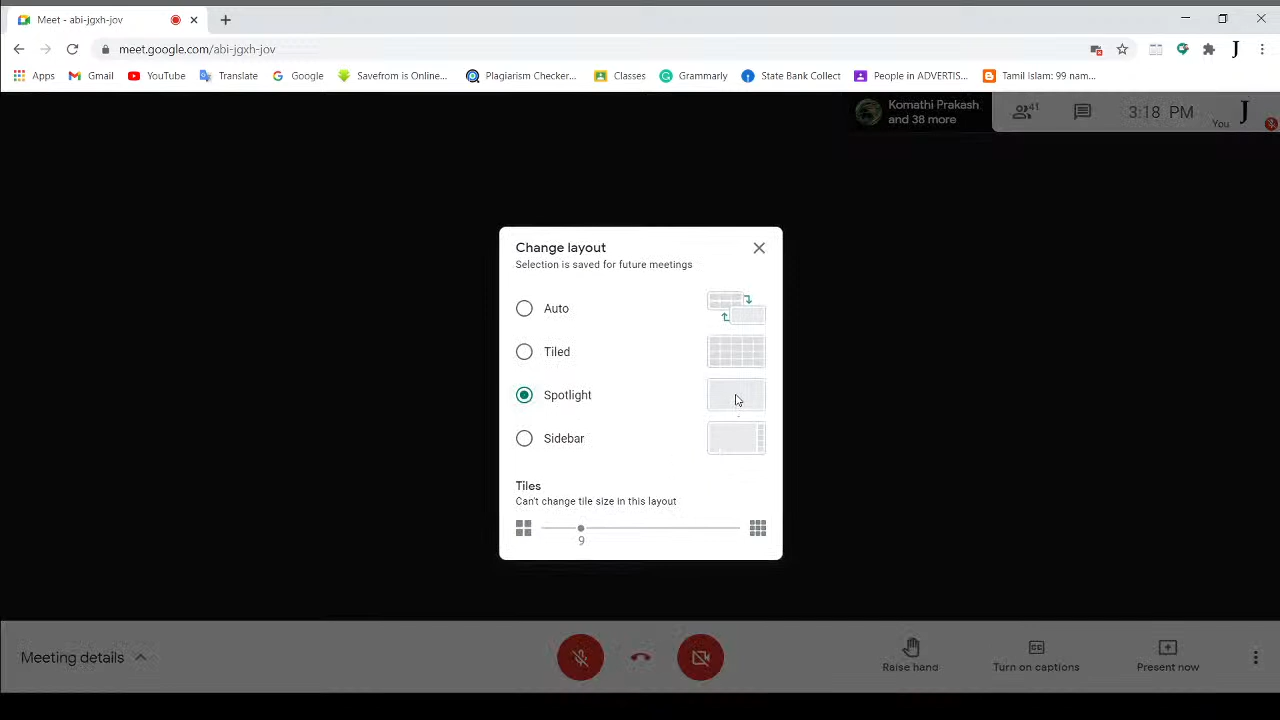 Meet - abi-jgxh-jov
meet.google.com/abi-jgxh-jov
Apps Gmail YouTube Translate Google Savefrom is Online... Plagiarism Checker... Classes Grammarly State Bank Collect People in ADVERTIS... Tamil Islam: 99 nam...
Komathi Prakash
and 38 more
41
3:18 PM
You
J
Change layout
Selection is saved for future meetings
Auto
Tiled
Spotlight
Sidebar
Tiles
Can't change tile size in this layout
9
Meeting details
Raise hand
Turn on captions
Present now